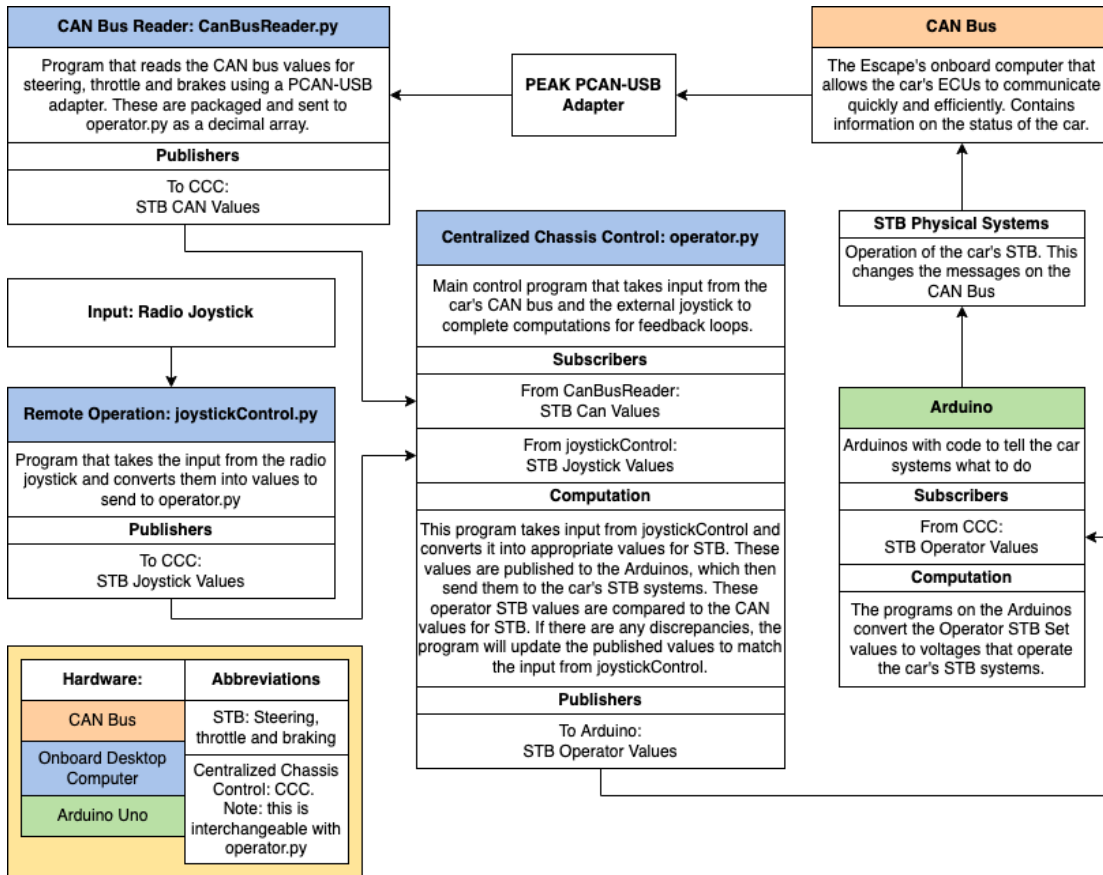 CAN Bus Reader: CanBusReader.py
Program that reads the CAN bus values for
steering, throttle and brakes using a PCAN-USB
adapter. These are packaged and sent to
operator.py as a decimal array.
Publishers
To CCC:
STB CAN Values
PEAK PCAN-USB
Adapter
CAN Bus
The Escape's onboard computer that
allows the car's ECUs to communicate
quickly and efficiently. Contains
information on the status of the car.
STB Physical Systems
Operation of the car's STB. This
changes the messages on the
CAN Bus
Input: Radio Joystick
Remote Operation: joystickControl.py
Program that takes the input from the radio
joystick and converts them into values to
send to operator.py
Publishers
To CCC:
STB Joystick Values
Centralized Chassis Control: operator.py
Main control program that takes input from the
car's CAN bus and the external joystick to
complete computations for feedback loops.
Subscribers
From CanBusReader:
STB Can Values
From joystickControl:
STB Joystick Values
Computation
This program takes input from joystickControl and
converts it into appropriate values for STB. These
values are published to the Arduinos, which then
send them to the car's STB systems. These
operator STB values are compared to the CAN
values for STB. If there are any discrepancies, the
program will update the published values to match
the input from joystickControl.
Publishers
To Arduino:
STB Operator Values
Arduino
Arduinos with code to tell the car
systems what to do
Subscribers
From CCC:
STB Operator Values
Computation
The programs on the Arduinos
convert the Operator STB Set
values to voltages that operate
the car's STB systems.
Hardware:
CAN Bus
Onboard Desktop
Computer
Arduino Uno
Abbreviations
STB: Steering,
throttle and braking
Centralized Chassis
Control: CCC.
Note: this is
interchangeable with
operator.py